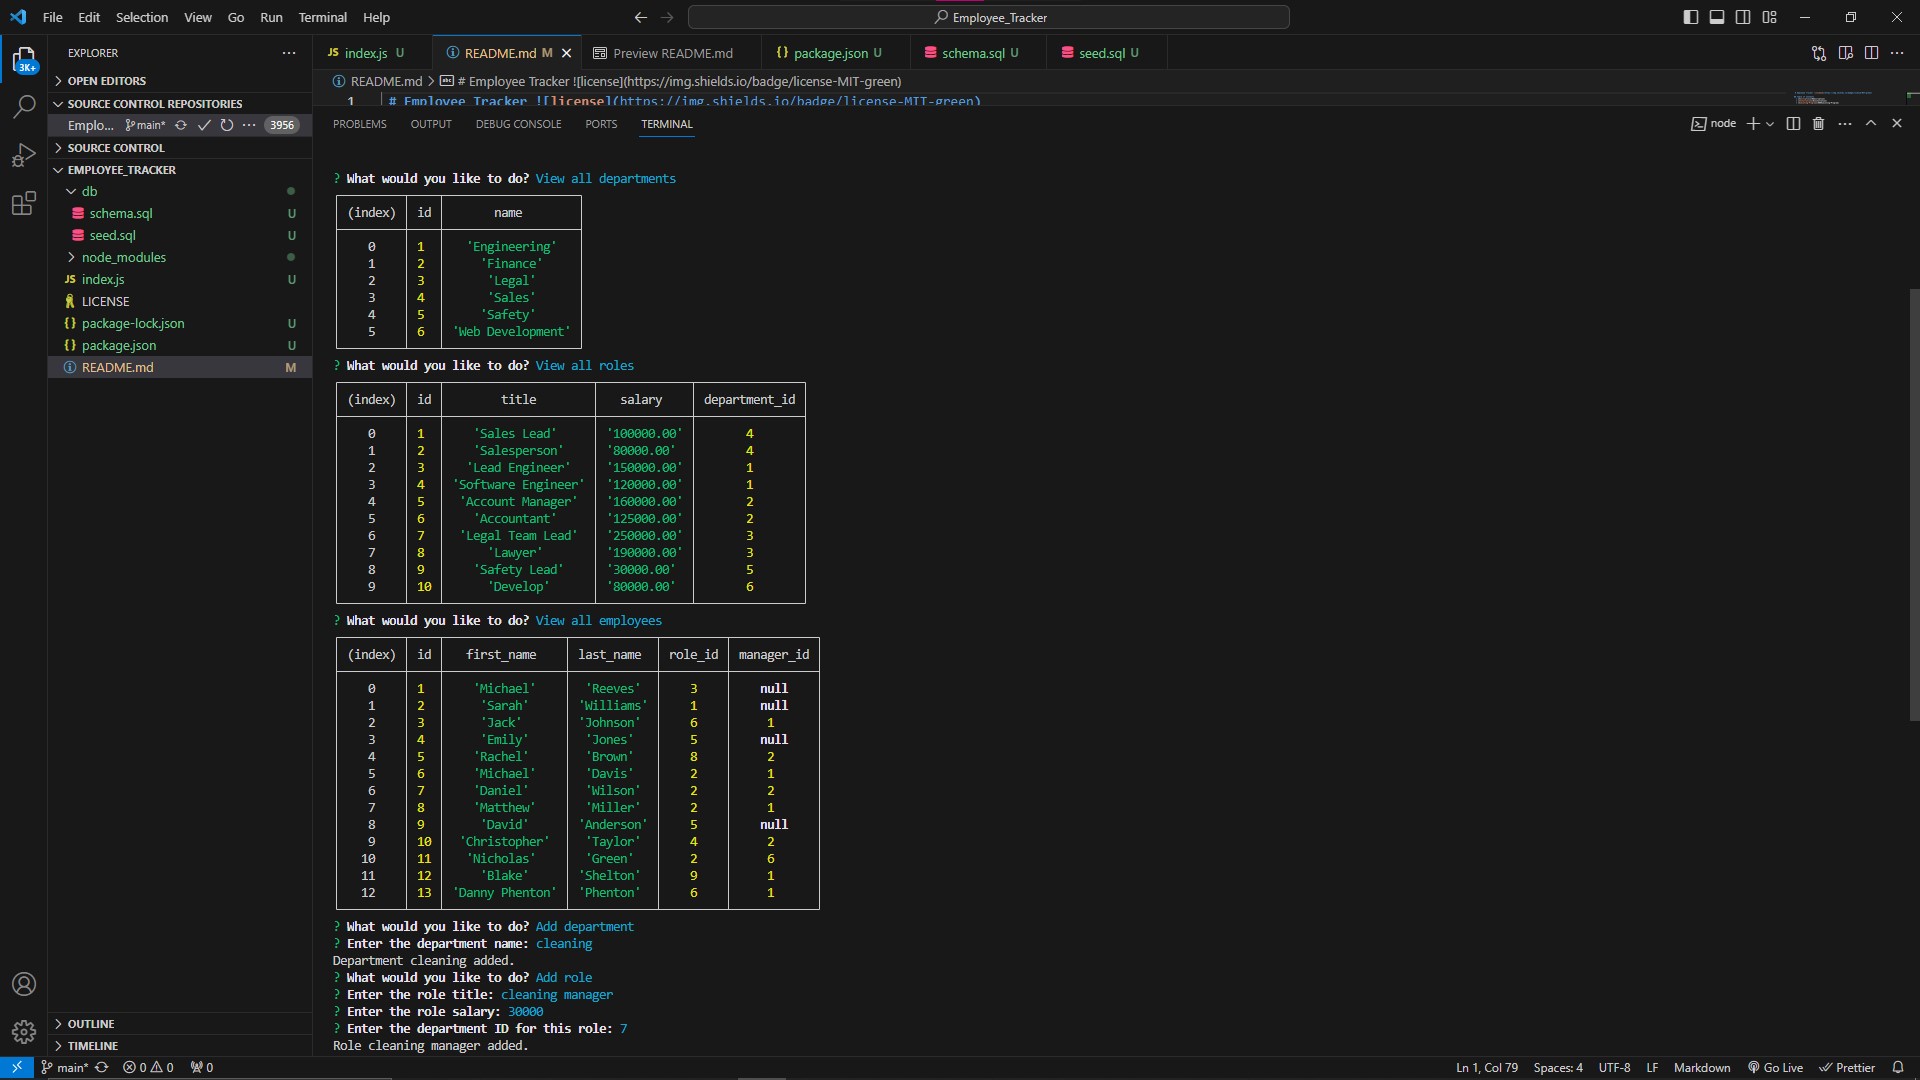 File Edit Selection View Go Run Terminal Help
Employee_Tracker
EXPLORER
3K+
OPEN EDITORS
SOURCE CONTROL REPOSITORIES
Emplo... main* 3956
SOURCE CONTROL
EMPLOYEE_TRACKER
db
schema.sql U
seed.sql U
node_modules
JS index.js U
LICENSE
{} package-lock.json U
{} package.json U
README.md M
OUTLINE
TIMELINE
JS index.js U README.md M Preview README.md {} package.json U schema.sql U seed.sql U
README.md > # Employee Tracker ![license](https://img.shields.io/badge/license-MIT-green)
1 # Employee Tracker ![license](https://img.shields.io/badge/license-MIT-green)
PROBLEMS OUTPUT DEBUG CONSOLE PORTS TERMINAL
node
? What would you like to do? View all departments
(index) id name
0 1 'Engineering'
1 2 'Finance'
2 3 'Legal'
3 4 'Sales'
4 5 'Safety'
5 6 'Web Development'
? What would you like to do? View all roles
(index) id title salary department_id
0 1 'Sales Lead' '100000.00' 4
1 2 'Salesperson' '80000.00' 4
2 3 'Lead Engineer' '150000.00' 1
3 4 'Software Engineer' '120000.00' 1
4 5 'Account Manager' '160000.00' 2
5 6 'Accountant' '125000.00' 2
6 7 'Legal Team Lead' '250000.00' 3
7 8 'Lawyer' '190000.00' 3
8 9 'Safety Lead' '30000.00' 5
9 10 'Develop' '80000.00' 6
? What would you like to do? View all employees
(index) id first_name last_name role_id manager_id
0 1 'Michael' 'Reeves' 3 null
1 2 'Sarah' 'Williams' 1 null
2 3 'Jack' 'Johnson' 6 1
3 4 'Emily' 'Jones' 5 null
4 5 'Rachel' 'Brown' 8 2
5 6 'Michael' 'Davis' 2 1
6 7 'Daniel' 'Wilson' 2 2
7 8 'Matthew' 'Miller' 2 1
8 9 'David' 'Anderson' 5 null
9 10 'Christopher' 'Taylor' 4 2
10 11 'Nicholas' 'Green' 2 6
11 12 'Blake' 'Shelton' 9 1
12 13 'Danny Phenton' 'Phenton' 6 1
? What would you like to do? Add department
? Enter the department name: cleaning
Department cleaning added.
? What would you like to do? Add role
? Enter the role title: cleaning manager
? Enter the role salary: 30000
? Enter the department ID for this role: 7
Role cleaning manager added.
main* 0 0 0 Ln 1, Col 79 Spaces: 4 UTF-8 LF Markdown Go Live Prettier